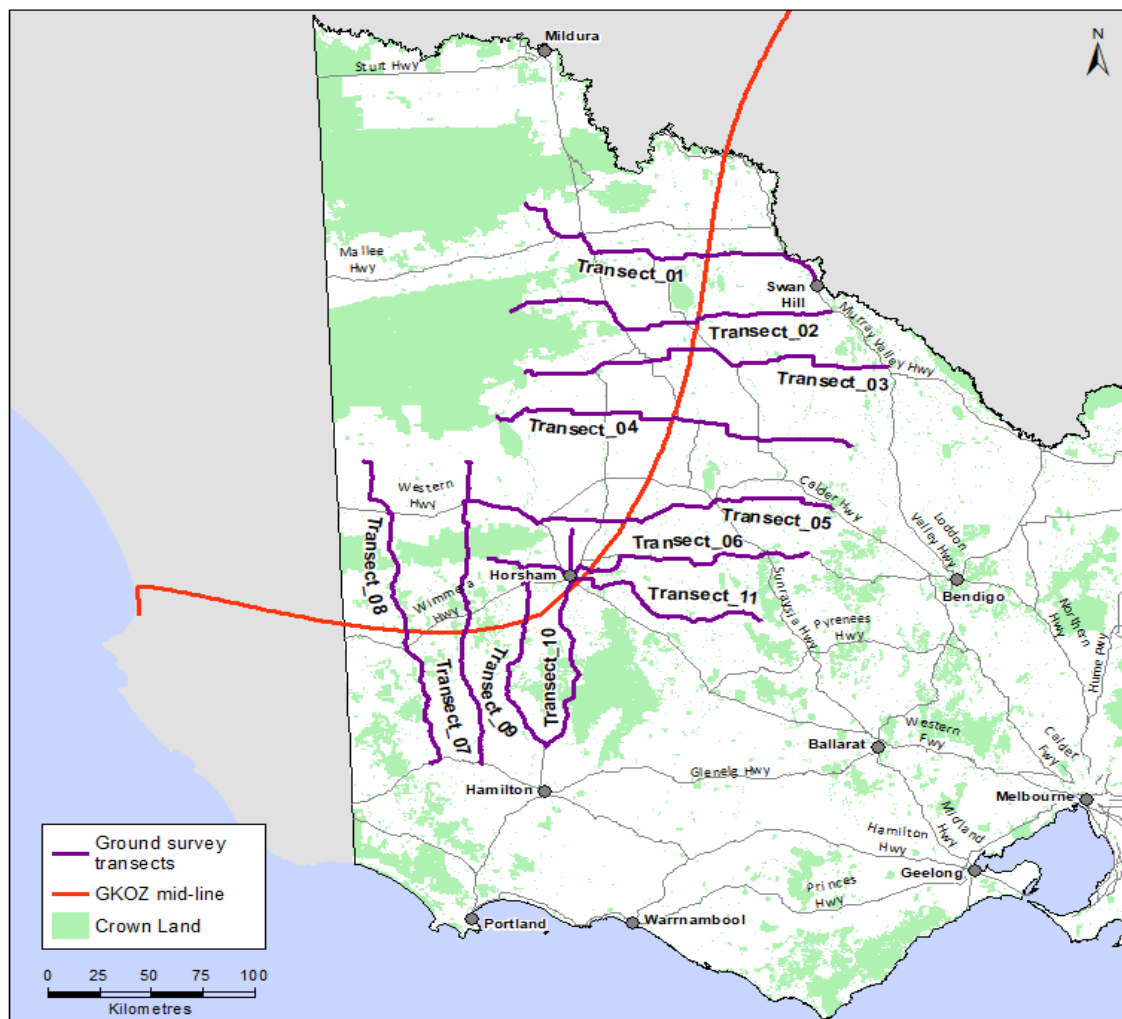 Mildura
N
Sturt Hwy
Mallee
Hwy
Transect_01
Swan
Hill
Transect_02
Murray Valley Hwy
Transect_03
Transect_04
Western
Hwy
Calder Hwy
Transect_05
Loddon
Valley Hwy
Transect_06
Transect_08
Horsham
Wimmera
Hwy
Transect_11
Sunraysia Hwy
Bendigo
Northern
Hwy
Pyrenees
Hwy
Hume Fwy
Transect_10
Transect_09
Transect_07
Ballarat
Western
Fwy
Calder
Fwy
Glenelg Hwy
Hamilton
Melbourne
Midland
Hwy
Hamilton
Hwy
Geelong
Princes
Hwy
Portland
Warrnambool
Ground survey
transects
GKOZ mid-line
Crown Land
0 25 50 75 100
Kilometres